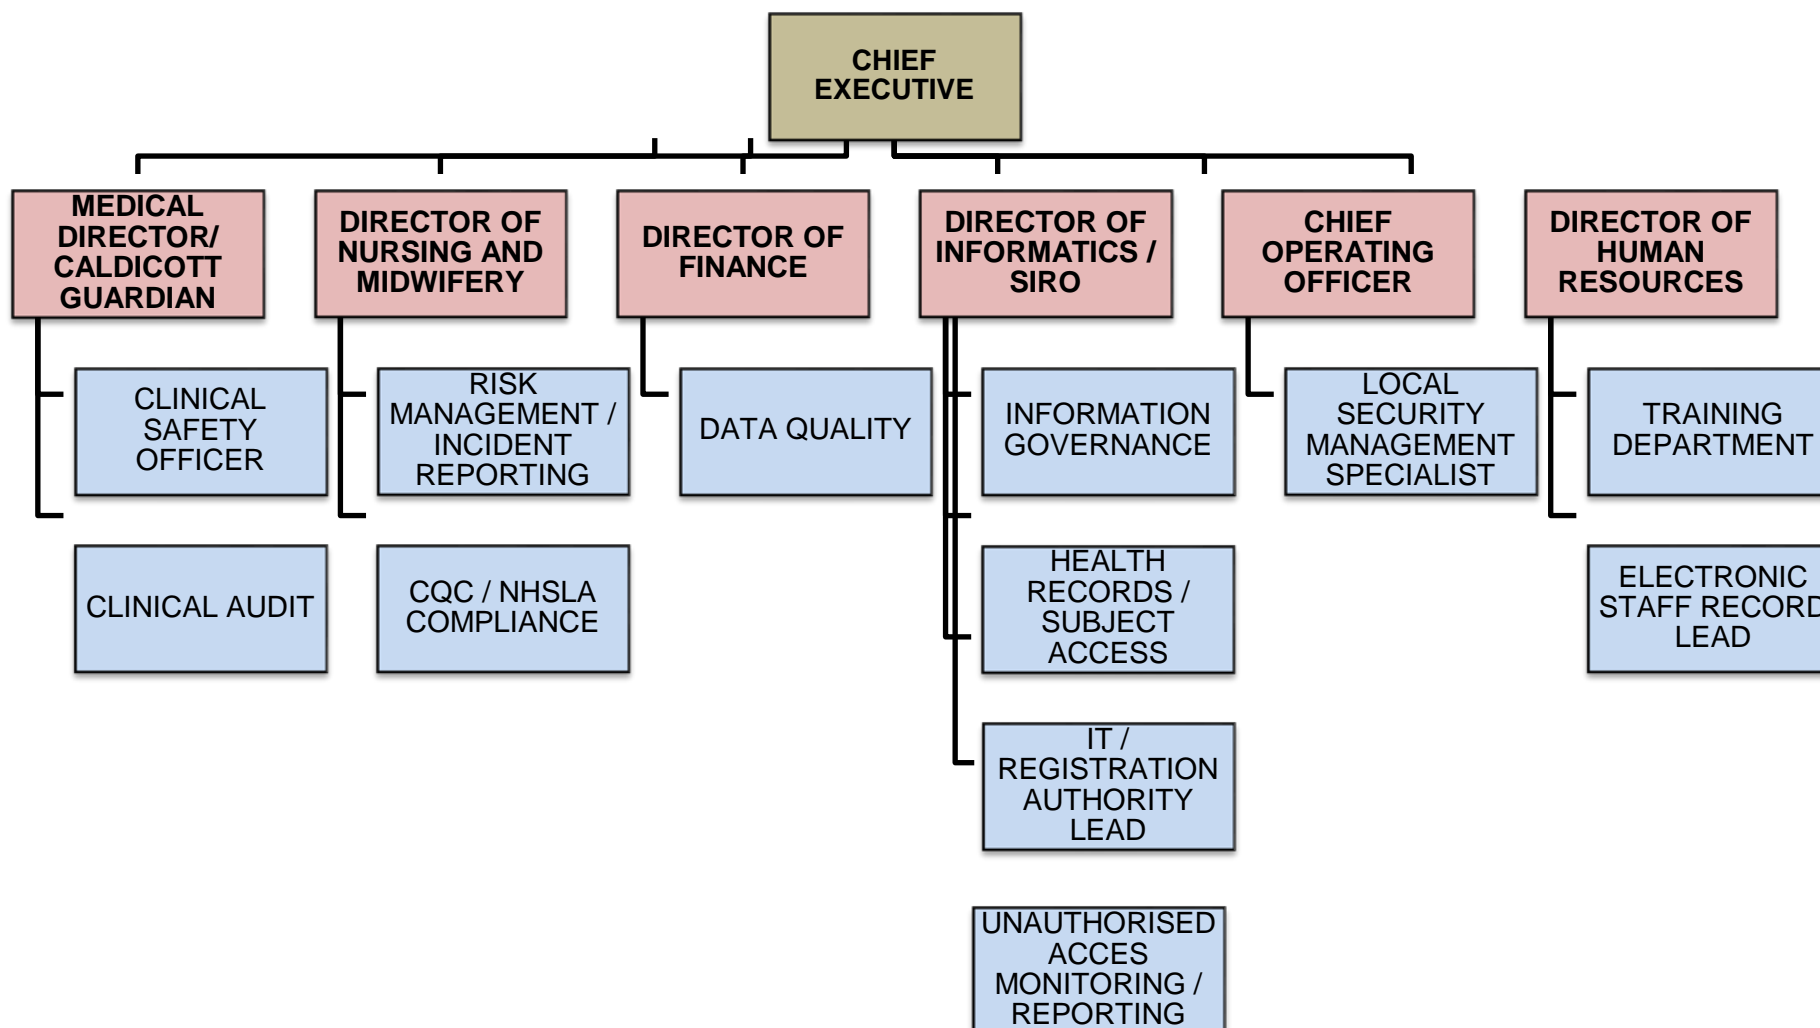 CHIEF
EXECUTIVE
MEDICAL
DIRECTOR/
CALDICOTT
GUARDIAN
DIRECTOR OF
NURSING AND
MIDWIFERY
DIRECTOR OF
FINANCE
DIRECTOR OF
INFORMATICS /
SIRO
CHIEF
OPERATING
OFFICER
DIRECTOR OF
HUMAN
RESOURCES
CLINICAL
SAFETY
OFFICER
RISK
MANAGEMENT /
INCIDENT
REPORTING
DATA QUALITY
INFORMATION
GOVERNANCE
LOCAL
SECURITY
MANAGEMENT
SPECIALIST
TRAINING
DEPARTMENT
CLINICAL AUDIT
CQC / NHSLA
COMPLIANCE
HEALTH
RECORDS /
SUBJECT
ACCESS
ELECTRONIC
STAFF RECORD
LEAD
IT /
REGISTRATION
AUTHORITY
LEAD
UNAUTHORISED
ACCES
MONITORING /
REPORTING